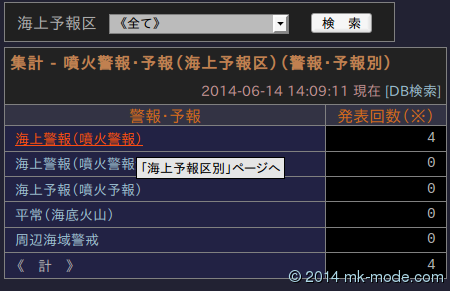 海上予報区 《全て》 検 索
集計 - 噴火警報・予報(海上予報区)(警報・予報別)
2014-06-14 14:09:11 現在 [DB検索]
警報・予報 発表回数(※)
海上警報(噴火警報) 4
海上警報(噴火警報 0
「海上予報区別」ページへ
海上予報(噴火予報) 0
平常(海底火山) 0
周辺海域警戒 0
《 計 》 4
© 2014 mk-mode.com